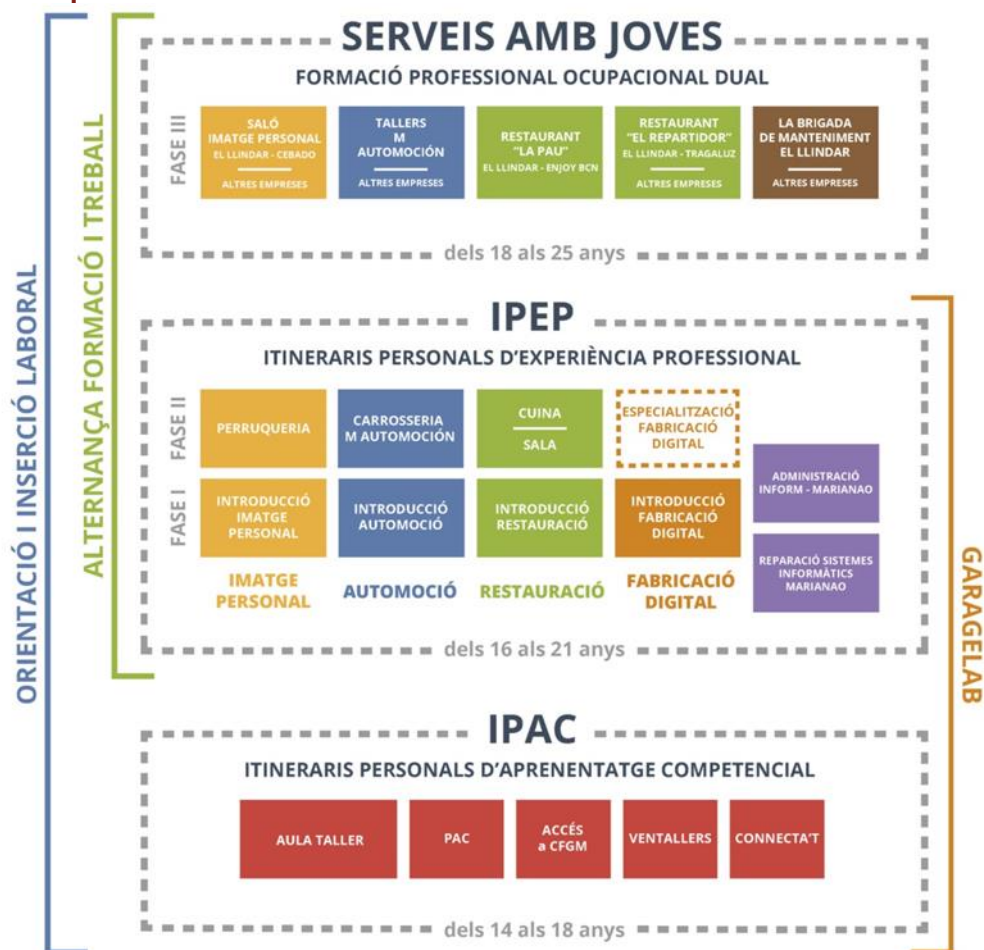 SERVEIS AMB JOVES
FORMACIÓ PROFESSIONAL OCUPACIONAL DUAL
FASE III
SALÓ
IMATGE PERSONAL
EL LLINDAR - CEBADO
ALTRES EMPRESES
TALLERS
M
AUTOMOCIÓN
ALTRES EMPRESES
RESTAURANT
"LA PAU"
EL LLINDAR - ENJOY BCN
RESTAURANT
"EL REPARTIDOR"
EL LLINDAR - TRAGALUZ
ALTRES EMPRESES
LA BRIGADA
DE MANTENIMENT
EL LLINDAR
ALTRES EMPRESES
dels 18 als 25 anys
ORIENTACIÓ I INSERCIÓ LABORAL
ALTERNANÇA FORMACIÓ I TREBALL
IPEP
ITINERARIS PERSONALS D'EXPERIÈNCIA PROFESSIONAL
FASE II
PERRUQUERIA
CARROSSERIA
M AUTOMOCIÓN
CUINA
SALA
ESPECIALITZACIÓ
FABRICACIÓ
DIGITAL
FASE I
INTRODUCCIÓ
IMATGE
PERSONAL
INTRODUCCIÓ
AUTOMOCIÓ
INTRODUCCIÓ
RESTAURACIÓ
INTRODUCCIÓ
FABRICACIÓ
DIGITAL
ADMINISTRACIÓ
INFORM - MARIANAO
REPARACIÓ SISTEMES
INFORMÀTICS
MARIANAO
IMATGE
PERSONAL
AUTOMOCIÓ
RESTAURACIÓ
FABRICACIÓ
DIGITAL
dels 16 als 21 anys
GARAGELAB
IPAC
ITINERARIS PERSONALS D'APRENENTATGE COMPETENCIAL
AULA TALLER
PAC
ACCÉS
a CFGM
VENTALLERS
CONNECTA'T
dels 14 als 18 anys